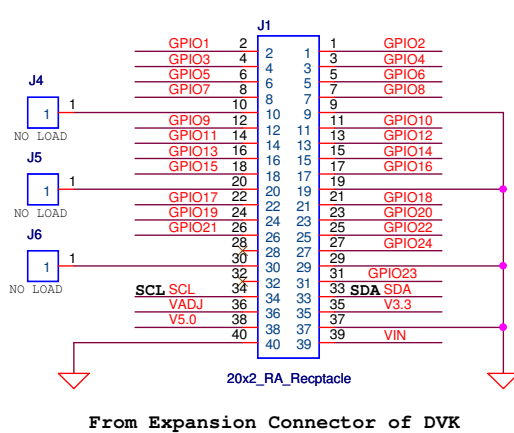 J1
GPIO1 2 2 1 1 GPIO2
GPIO3 4 4 3 3 GPIO4
GPIO5 6 6 5 5 GPIO6
GPIO7 8 8 7 7 GPIO8
J4
1 1 10 10 9 9
NO LOAD
GPIO9 12 12 11 11 GPIO10
GPIO11 14 14 13 13 GPIO12
GPIO13 16 16 15 15 GPIO14
GPIO15 18 18 17 17 GPIO16
J5
1 1 20 20 19 19
NO LOAD
GPIO17 22 22 21 21 GPIO18
GPIO19 24 24 23 23 GPIO20
GPIO21 26 26 25 25 GPIO22
28 28 27 27 GPIO24
J6
1 1 30 30 29 29
NO LOAD
32 32 31 31 GPIO23
SCL SCL 34 34 33 33 SDA SDA
VADJ 36 36 35 35 V3.3
V5.0 38 38 37 37
40 40 39 39 VIN
20x2_RA_Recptacle
From Expansion Connector of DVK